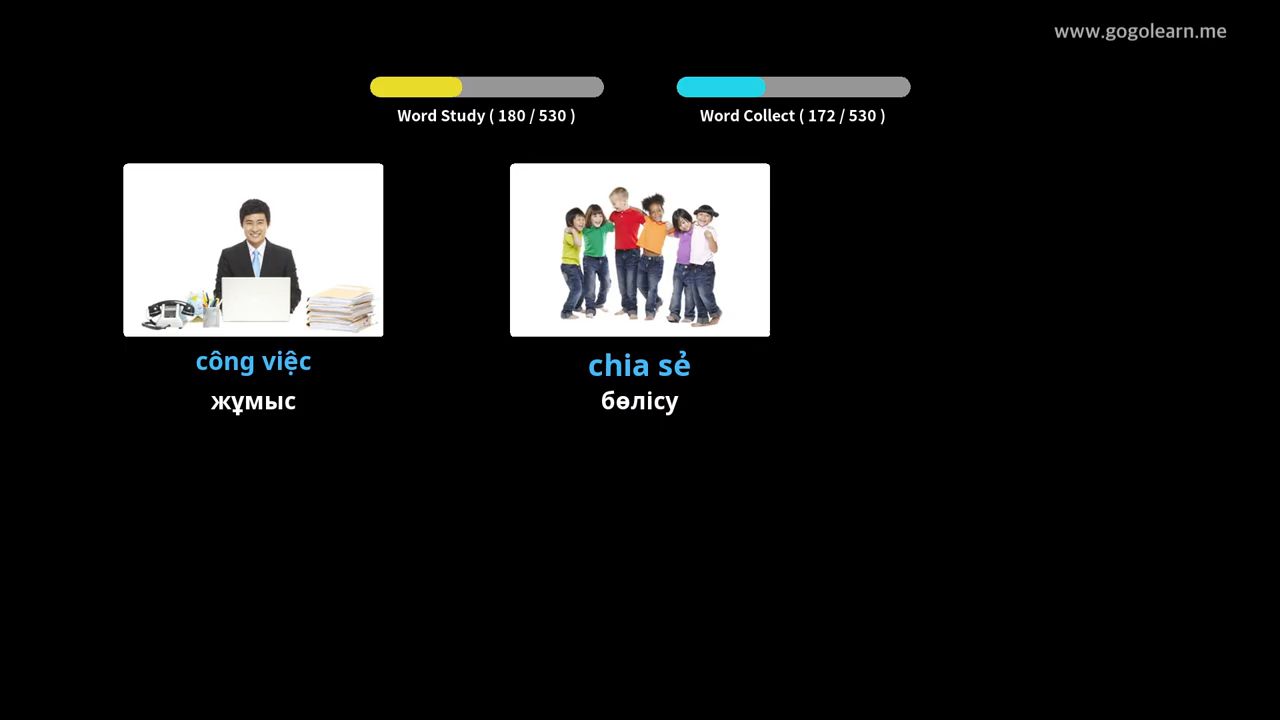 www.gogolearn.me
Word Study ( 180 / 530 )
Word Collect ( 172 / 530 )
công việc
жұмыс
chia sẻ
бөлісу